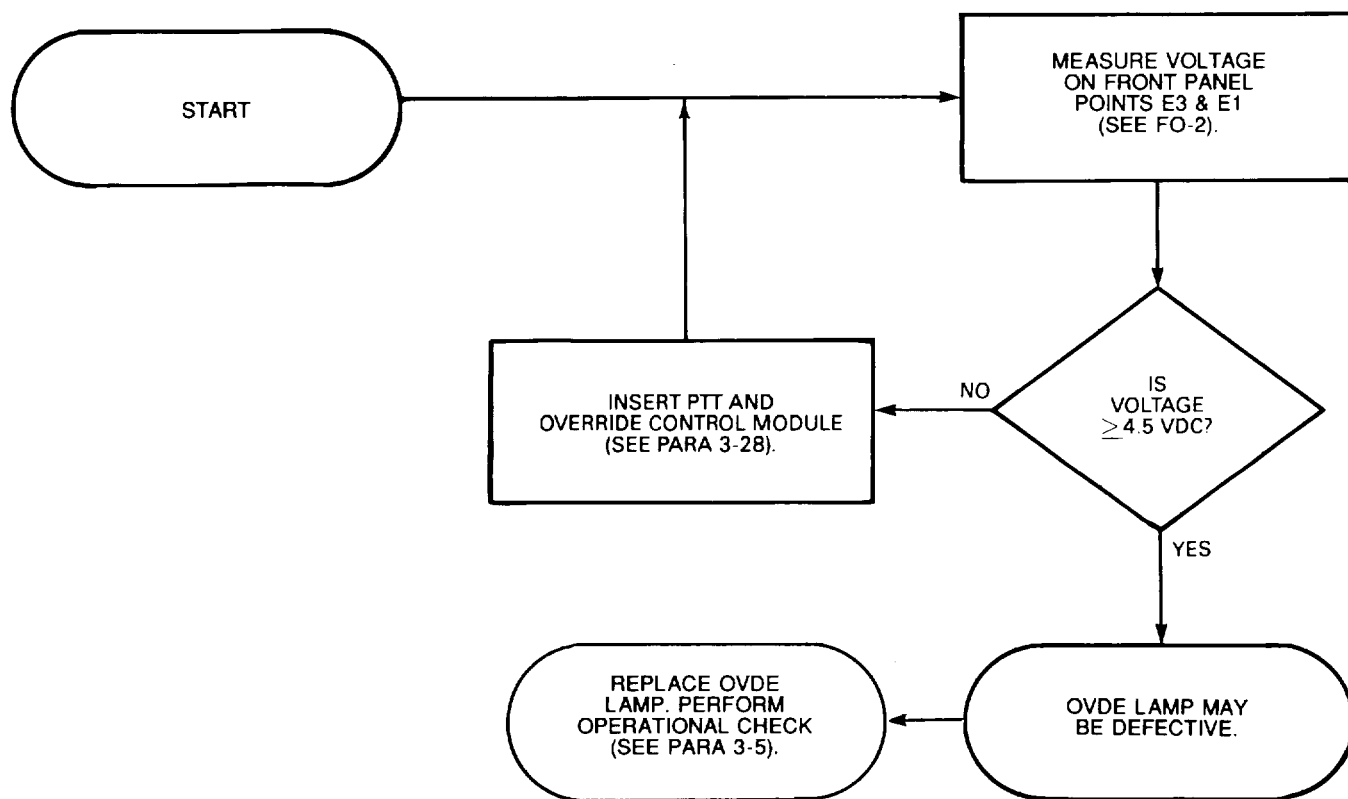 START
MEASURE VOLTAGE
ON FRONT PANEL
POINTS E3 & E1
(SEE FO-2).
IS
VOLTAGE
≥4.5 VDC?
NO
INSERT PTT AND
OVERRIDE CONTROL MODULE
(SEE PARA 3-28).
YES
OVDE LAMP MAY
BE DEFECTIVE.
REPLACE OVDE
LAMP. PERFORM
OPERATIONAL CHECK
(SEE PARA 3-5).